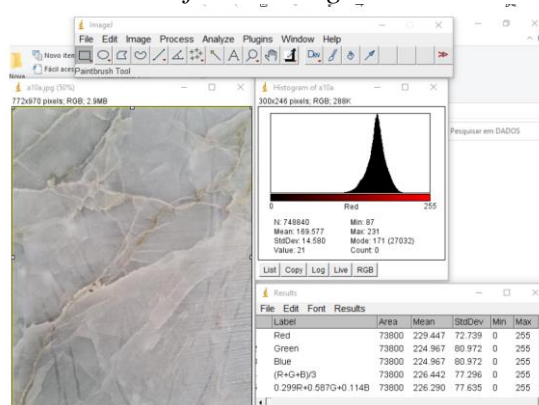 ImageJ
File Edit Image Process Analyze Plugins Window Help
A Dev
Paintbrush Tool
Novo item
Fácil aces
Nova
Pesquisar em DADOS
a10a.jpg (50%)
772x970 pixels; RGB; 2.9MB
Histogram of a10a
300x246 pixels; RGB; 288K
0 Red 255
N: 748840 Min: 87
Mean: 169.577 Max: 231
StdDev: 14.580 Mode: 171 (27032)
Value: 21 Count: 0
List Copy Log Live RGB
Results
File Edit Font Results
Label Area Mean StdDev Min Max
Red 73800 229.447 72.739 0 255
Green 73800 224.967 80.972 0 255
Blue 73800 224.967 80.972 0 255
(R+G+B)/3 73800 226.442 77.296 0 255
0.299R+0.587G+0.114B 73800 226.290 77.635 0 255